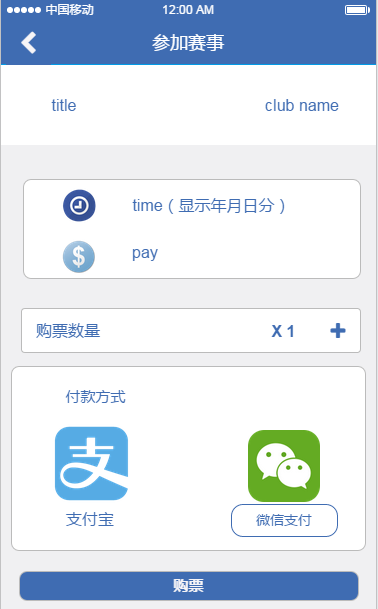 中国移动 12:00 AM
参加赛事
title club name
time（显示年月日分）
$ pay
购票数量 X 1
付款方式
支
支付宝 微信支付
购票